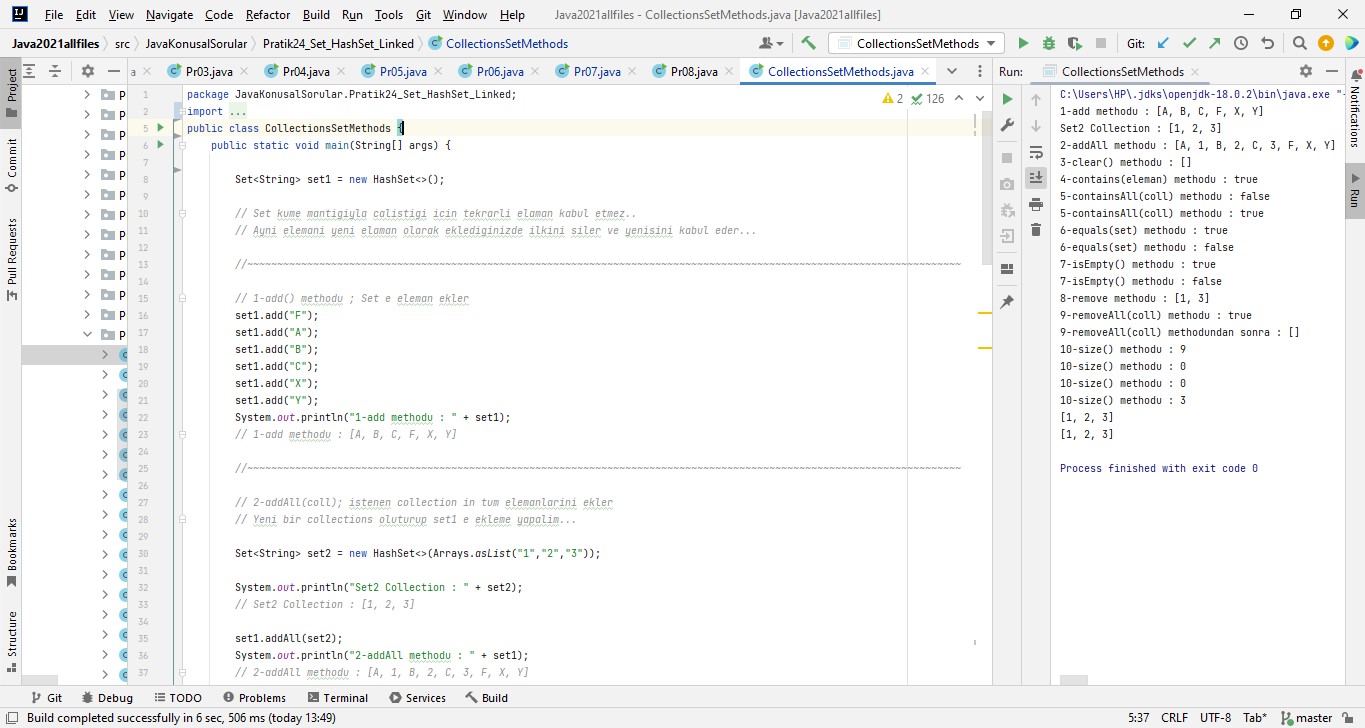 File Edit View Navigate Code Refactor Build Run Tools Git Window Help Java2021allfiles - CollectionsSetMethods.java [Java2021allfiles]
Java2021allfiles src JavaKonusalSorular Pratik24_Set_HashSet_Linked CollectionsSetMethods CollectionsSetMethods Git:
a Pr03.java Pr04.java Pr05.java Pr06.java Pr07.java Pr08.java CollectionsSetMethods.java Run: CollectionsSetMethods
Project
Commit
Pull Requests
Bookmarks
Structure
P
P
P
P
P
P
P
P
P
P
P
P
P
2 126
1 package JavaKonusalSorular.Pratik24_Set_HashSet_Linked;
2 import ...
5 public class CollectionsSetMethods {
6 public static void main(String[] args) {
7
8 Set<String> set1 = new HashSet<>();
9
10 // Set kume mantigiyla calistigi icin tekrarli elaman kabul etmez..
11 // Ayni elemani yeni elaman olarak eklediginizde ilkini siler ve yenisini kabul eder...
12
13 //~~~~~~~~~~~~~~~~~~~~~~~~~~~~~~~~~~~~~~~~~~~~~~~~~~~~~~~~~~~~~~~~~~~~~~~~~~~~~~~~~~~~~~~~~~~~~~~~~~~~~~~~~~~~~~~~~~~~~~~
14
15 // 1-add() methodu ; Set e eleman ekler
16 set1.add("F");
17 set1.add("A");
18 set1.add("B");
19 set1.add("C");
20 set1.add("X");
21 set1.add("Y");
22 System.out.println("1-add methodu : " + set1);
23 // 1-add methodu : [A, B, C, F, X, Y]
24
25 //~~~~~~~~~~~~~~~~~~~~~~~~~~~~~~~~~~~~~~~~~~~~~~~~~~~~~~~~~~~~~~~~~~~~~~~~~~~~~~~~~~~~~~~~~~~~~~~~~~~~~~~~~~~~~~~~~~~~~~~
26
27 // 2-addAll(coll); istenen collection in tum elemanlarini ekler
28 // Yeni bir collections oluturup set1 e ekleme yapalim...
29
30 Set<String> set2 = new HashSet<>(Arrays.asList("1","2","3"));
31
32 System.out.println("Set2 Collection : " + set2);
33 // Set2 Collection : [1, 2, 3]
34
35 set1.addAll(set2);
36 System.out.println("2-addAll methodu : " + set1);
37 // 2-addAll methodu : [A, 1, B, 2, C, 3, F, X, Y]
C:\Users\HP\.jdks\openjdk-18.0.2\bin\java.exe "-
1-add methodu : [A, B, C, F, X, Y]
Set2 Collection : [1, 2, 3]
2-addAll methodu : [A, 1, B, 2, C, 3, F, X, Y]
3-clear() methodu : []
4-contains(eleman) methodu : true
5-containsAll(coll) methodu : false
5-containsAll(coll) methodu : true
6-equals(set) methodu : true
6-equals(set) methodu : false
7-isEmpty() methodu : true
7-isEmpty() methodu : false
8-remove methodu : [1, 3]
9-removeAll(coll) methodu : true
9-removeAll(coll) methodundan sonra : []
10-size() methodu : 9
10-size() methodu : 0
10-size() methodu : 0
10-size() methodu : 3
[1, 2, 3]
[1, 2, 3]
Process finished with exit code 0
Notifications
Run
Git Debug TODO Problems Terminal Services Build
Build completed successfully in 6 sec, 506 ms (today 13:49) 5:37 CRLF UTF-8 Tab* master